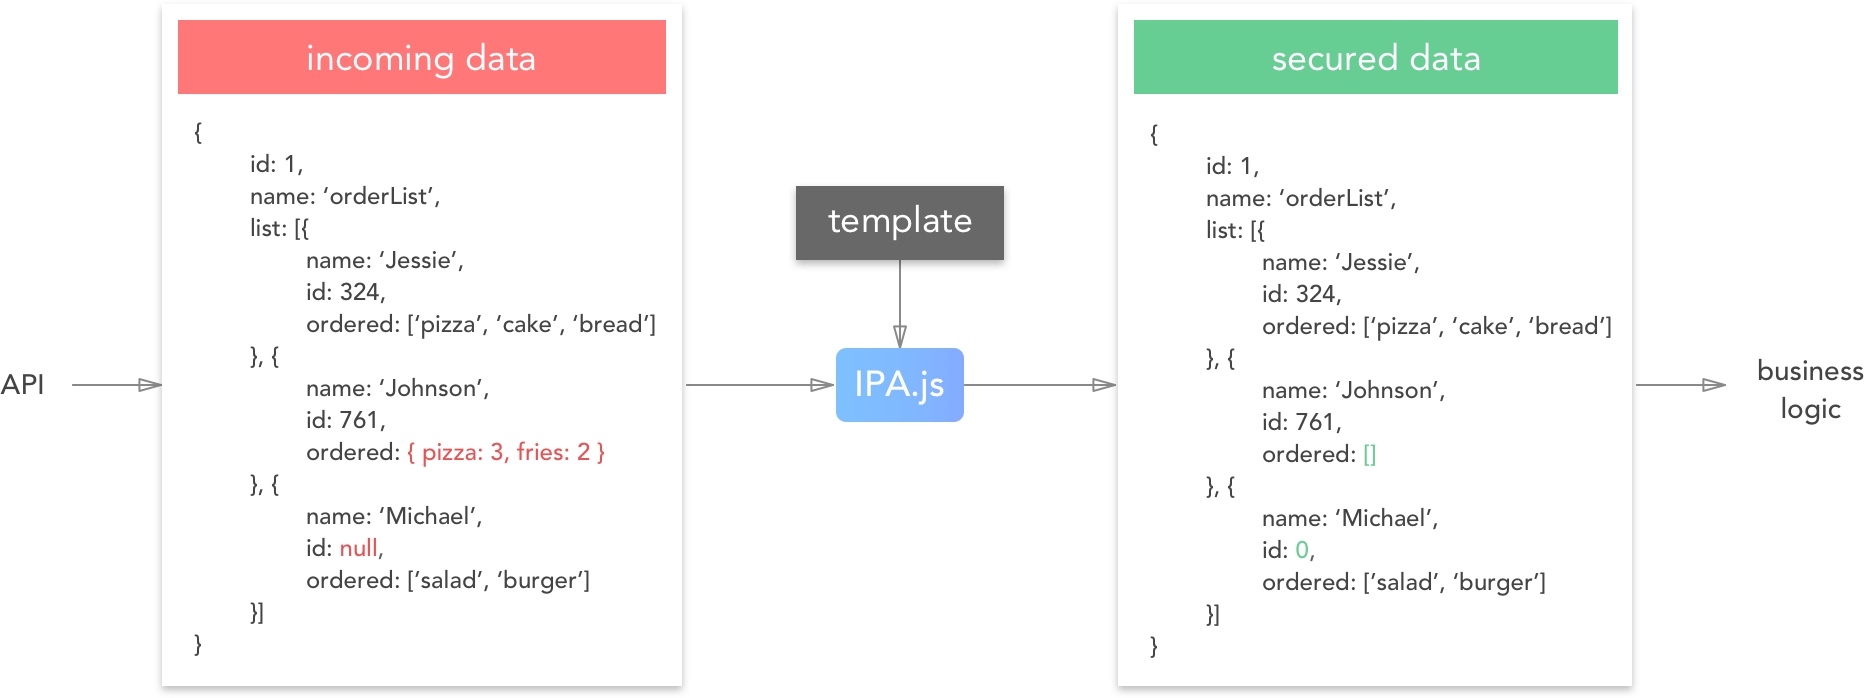 API
incoming data
{
id: 1,
name: ‘orderList’,
list: [{
name: ‘Jessie’,
id: 324,
ordered: [‘pizza’, ‘cake’, ‘bread’]
}, {
name: ‘Johnson’,
id: 761,
ordered: { pizza: 3, fries: 2 }
}, {
name: ‘Michael’,
id: null,
ordered: [’salad’, ‘burger’]
}]
}
template
IPA.js
secured data
{
id: 1,
name: ‘orderList’,
list: [{
name: ‘Jessie’,
id: 324,
ordered: [‘pizza’, ‘cake’, ‘bread’]
}, {
name: ‘Johnson’,
id: 761,
ordered: []
}, {
name: ‘Michael’,
id: 0,
ordered: [’salad’, ‘burger’]
}]
}
business
logic